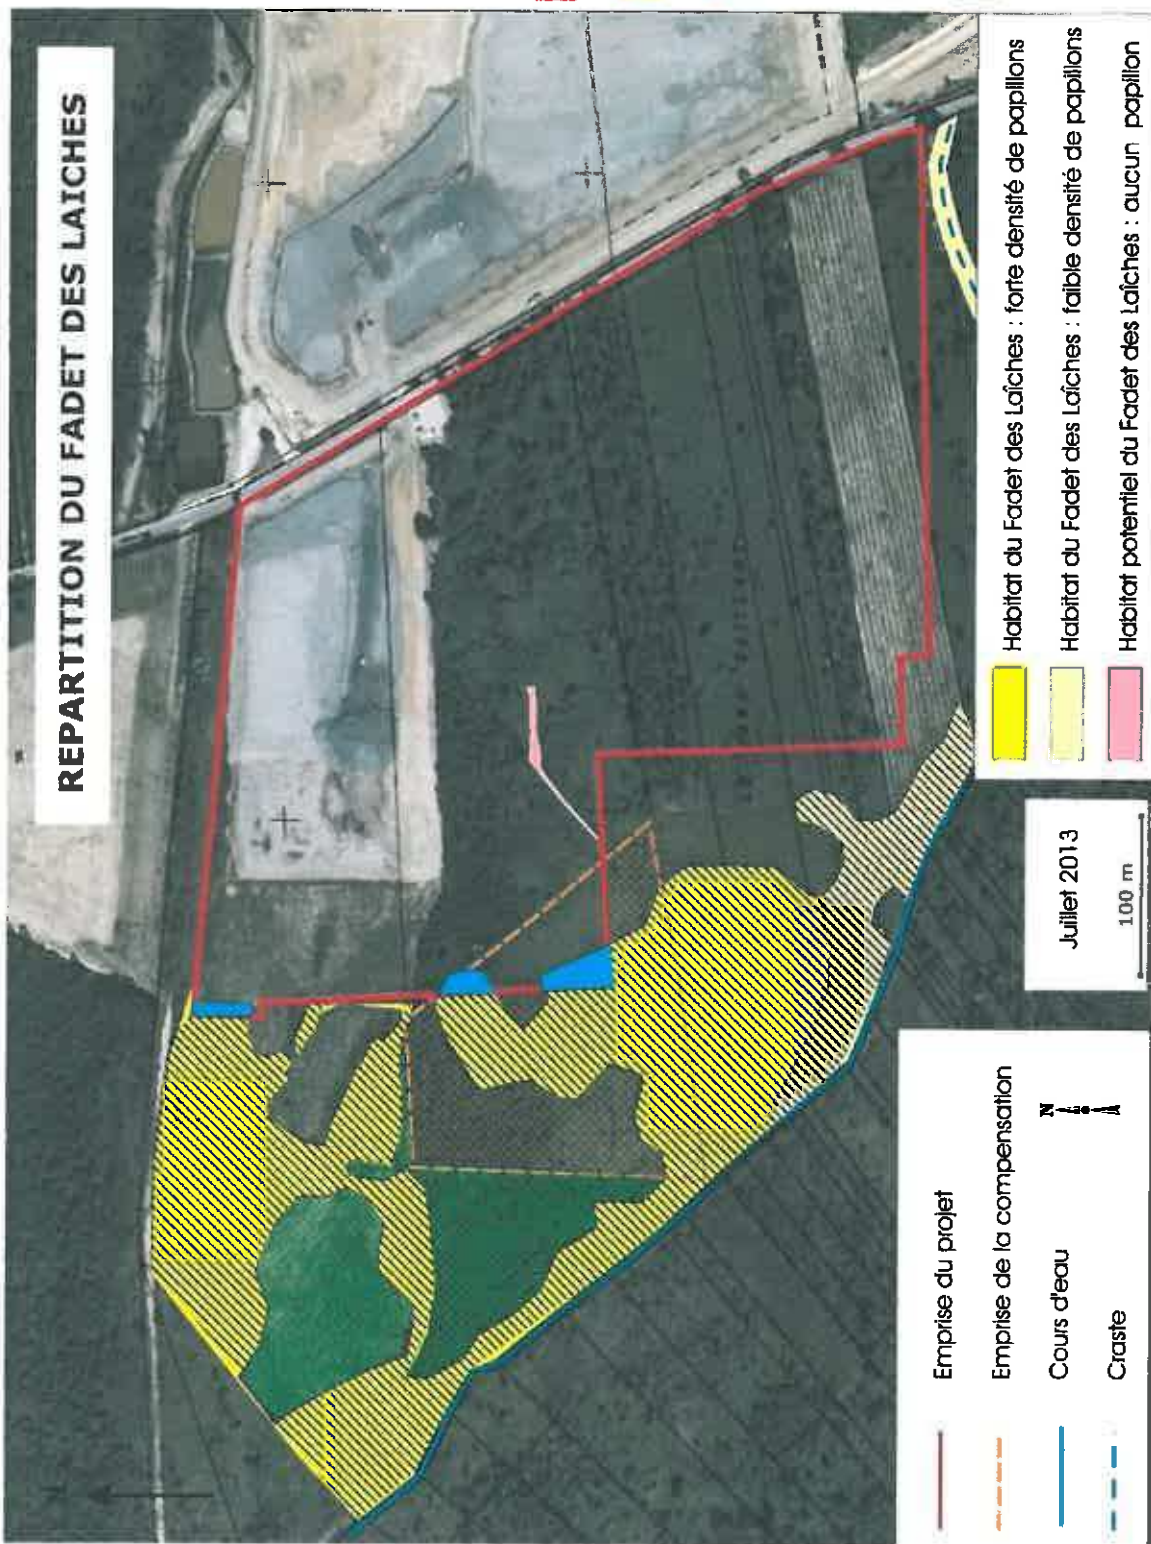 REPARTITION DU FADET DES LAICHES
Emprise du projet
Emprise de la compensation
Cours d'eau
Craste
N
Juillet 2013
100 m
Habitat du Fadet des Laîches : forte densité de papillons
Habitat du Fadet des Laîches : faible densité de papillons
Habitat potentiel du Fadet des Laîches : aucun papillon